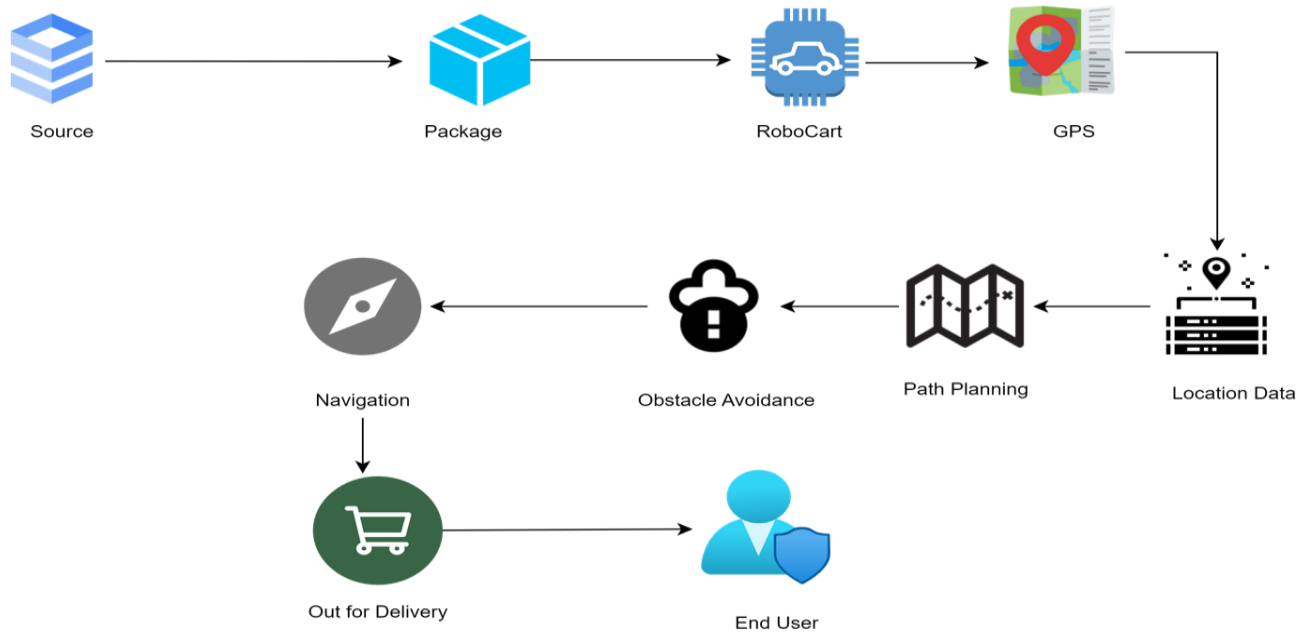 Source
Package
RoboCart
GPS
Navigation
Obstacle Avoidance
Path Planning
Location Data
Out for Delivery
End User